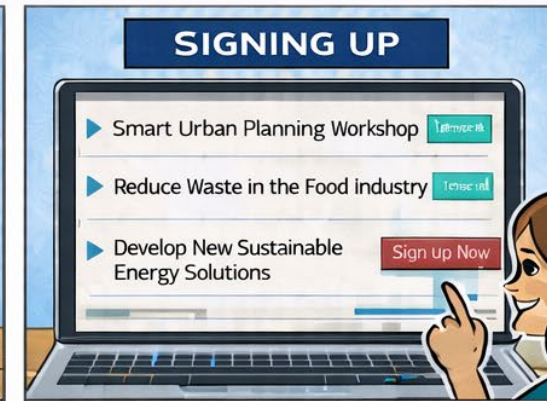 SIGNING UP
Smart Urban Planning Workshop
Reduce Waste in the Food industry
Develop New Sustainable
Sign up Now
Energy Solutions